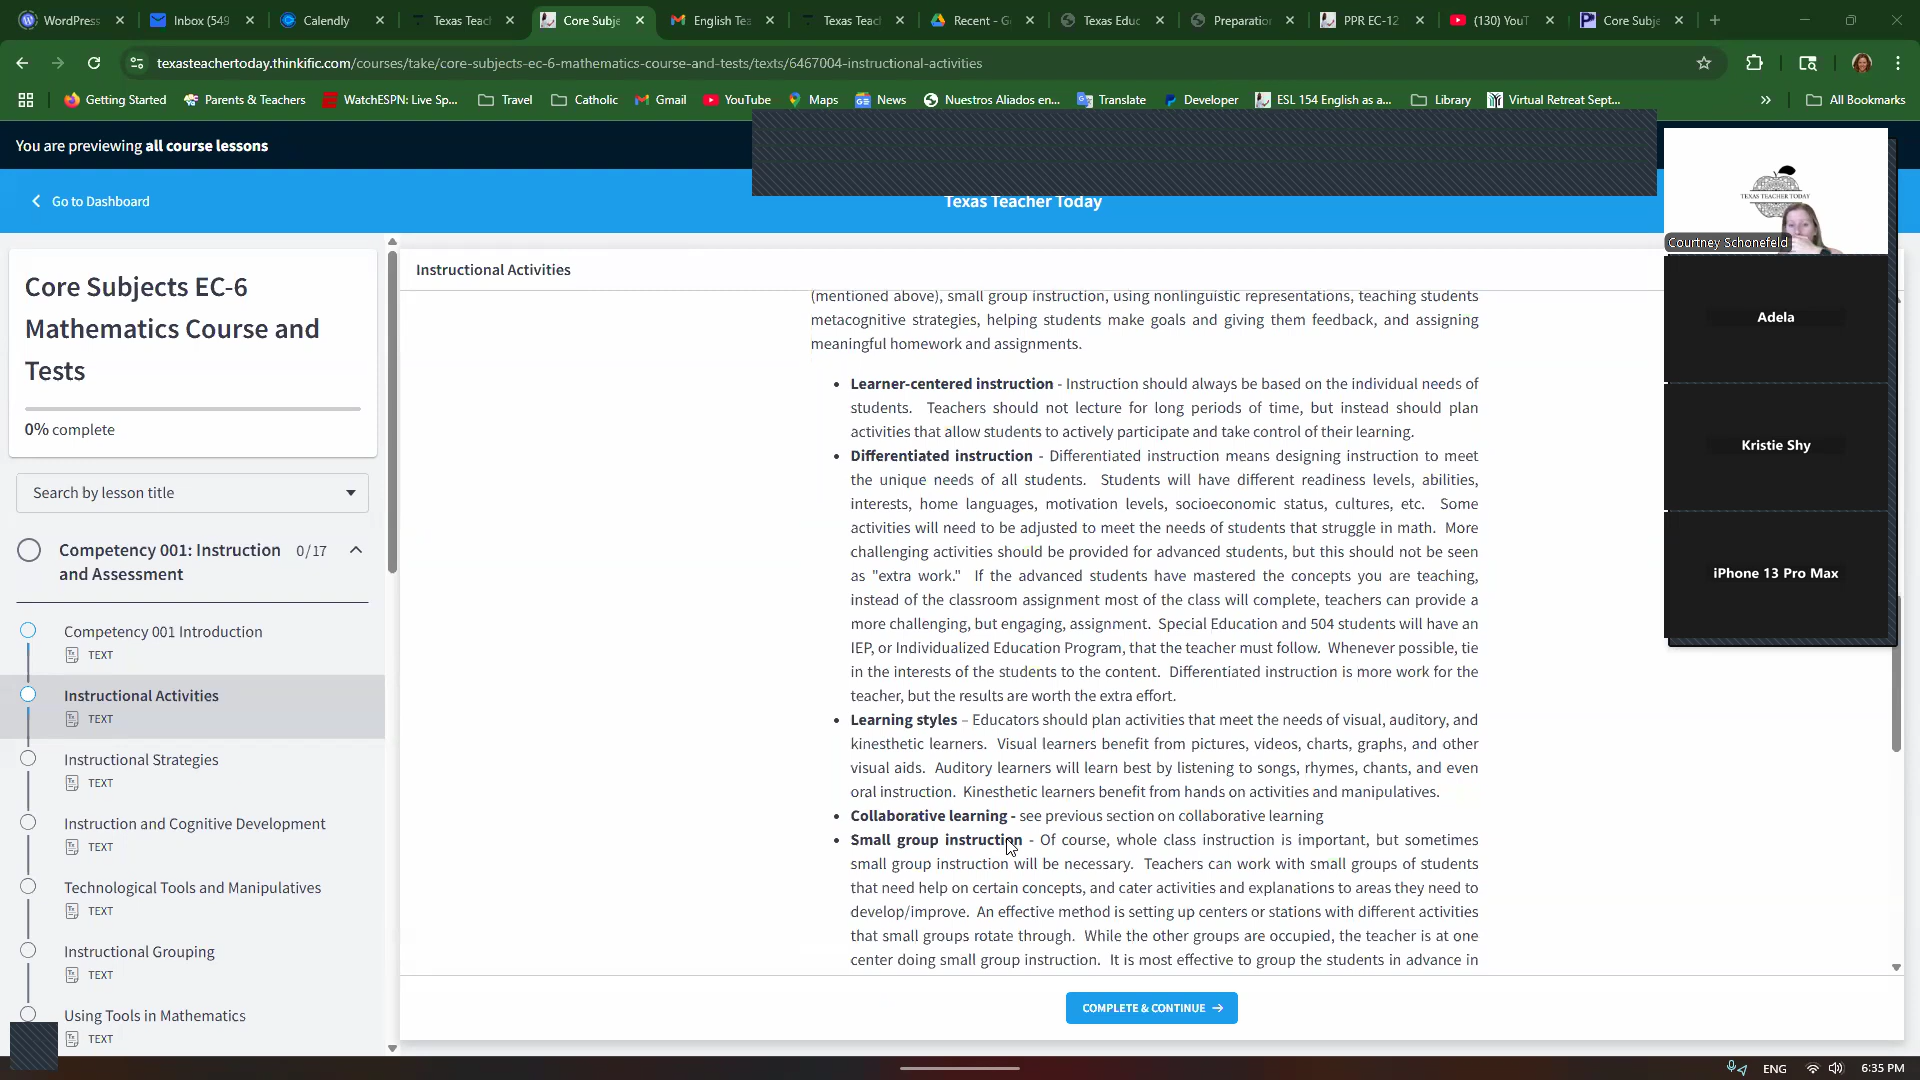 WordPress
Inbox (549
Calendly
Texas Teach
Core Subje
English Tea
Texas Teach
Recent - G
Texas Educ
Preparation
PPR EC-12
(130) YouT
Core Subje
texasteachertoday.thinkific.com/courses/take/core-subjects-ec-6-mathematics-course-and-tests/texts/6467004-instructional-activities
Getting Started
Parents & Teachers
WatchESPN: Live Sp...
Travel
Catholic
Gmail
YouTube
Maps
News
Nuestros Aliados en...
Translate
Developer
ESL 154 English as a...
Library
Virtual Retreat Sept...
All Bookmarks
You are previewing all course lessons
Go to Dashboard
Texas Teacher Today
TEXAS TEACHER TODAY
Courtney Schonefeld
Adela
Kristie Shy
iPhone 13 Pro Max
Core Subjects EC-6
Mathematics Course and
Tests
0% complete
Search by lesson title
Competency 001: Instruction
and Assessment
0/17
Competency 001 Introduction
TEXT
Instructional Activities
TEXT
Instructional Strategies
TEXT
Instruction and Cognitive Development
TEXT
Technological Tools and Manipulatives
TEXT
Instructional Grouping
TEXT
Using Tools in Mathematics
TEXT
Instructional Activities
(mentioned above), small group instruction, using nonlinguistic representations, teaching students
metacognitive strategies, helping students make goals and giving them feedback, and assigning
meaningful homework and assignments.
• Learner-centered instruction - Instruction should always be based on the individual needs of
students. Teachers should not lecture for long periods of time, but instead should plan
activities that allow students to actively participate and take control of their learning.
• Differentiated instruction - Differentiated instruction means designing instruction to meet
the unique needs of all students. Students will have different readiness levels, abilities,
interests, home languages, motivation levels, socioeconomic status, cultures, etc. Some
activities will need to be adjusted to meet the needs of students that struggle in math. More
challenging activities should be provided for advanced students, but this should not be seen
as "extra work." If the advanced students have mastered the concepts you are teaching,
instead of the classroom assignment most of the class will complete, teachers can provide a
more challenging, but engaging, assignment. Special Education and 504 students will have an
IEP, or Individualized Education Program, that the teacher must follow. Whenever possible, tie
in the interests of the students to the content. Differentiated instruction is more work for the
teacher, but the results are worth the extra effort.
• Learning styles – Educators should plan activities that meet the needs of visual, auditory, and
kinesthetic learners. Visual learners benefit from pictures, videos, charts, graphs, and other
visual aids. Auditory learners will learn best by listening to songs, rhymes, chants, and even
oral instruction. Kinesthetic learners benefit from hands on activities and manipulatives.
• Collaborative learning - see previous section on collaborative learning
• Small group instruction - Of course, whole class instruction is important, but sometimes
small group instruction will be necessary. Teachers can work with small groups of students
that need help on certain concepts, and cater activities and explanations to areas they need to
develop/improve. An effective method is setting up centers or stations with different activities
that small groups rotate through. While the other groups are occupied, the teacher is at one
center doing small group instruction. It is most effective to group the students in advance in
COMPLETE & CONTINUE →
ENG
6:35 PM